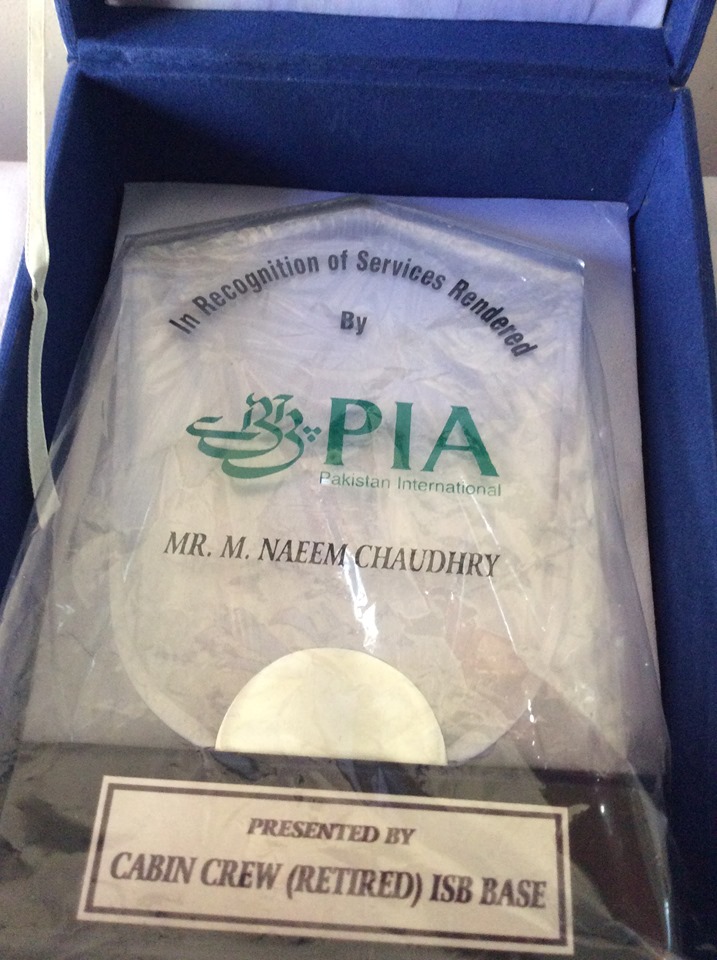 In Recognition of Services Rendered
By
PIA
Pakistan International
MR. M. NAEEM CHAUDHRY
PRESENTED BY
CABIN CREW (RETIRED) ISB BASE